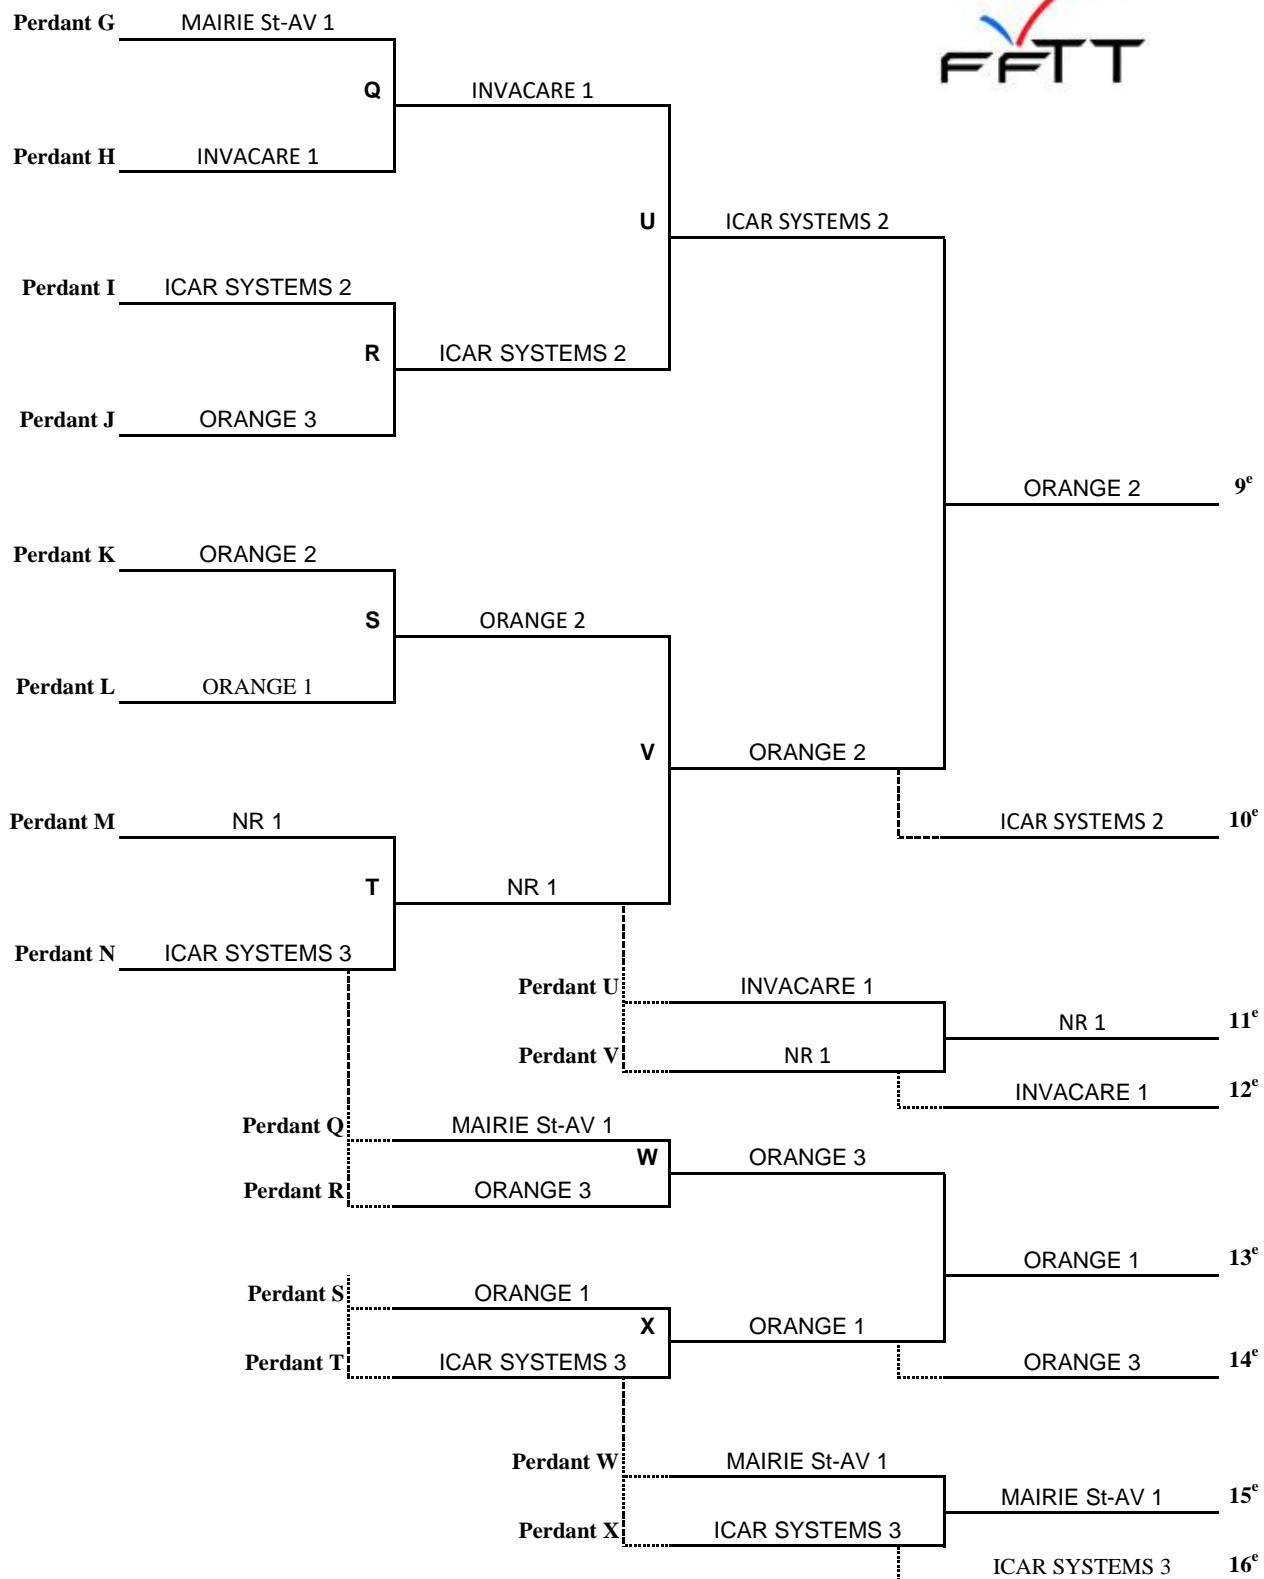 FFTT
Perdant G MAIRIE St-AV 1
Q INVACARE 1
Perdant H INVACARE 1
U ICAR SYSTEMS 2
Perdant I ICAR SYSTEMS 2
R ICAR SYSTEMS 2
Perdant J ORANGE 3
ORANGE 2 9e
Perdant K ORANGE 2
S ORANGE 2
Perdant L ORANGE 1
V ORANGE 2
Perdant M NR 1 ICAR SYSTEMS 2 10e
T NR 1
Perdant N ICAR SYSTEMS 3
Perdant U INVACARE 1
NR 1 11e
Perdant V NR 1
INVACARE 1 12e
Perdant Q MAIRIE St-AV 1
W ORANGE 3
Perdant R ORANGE 3
ORANGE 1 13e
Perdant S ORANGE 1
X ORANGE 1
Perdant T ICAR SYSTEMS 3 ORANGE 3 14e
Perdant W MAIRIE St-AV 1
MAIRIE St-AV 1 15e
Perdant X ICAR SYSTEMS 3
ICAR SYSTEMS 3 16e